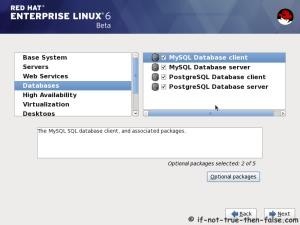 RED HAT
ENTERPRISE LINUX 6
Beta
Base System
Servers
Web Services
Databases
High Availability
Virtualization
Desktops
MySQL Database client
MySQL Database server
PostgreSQL Database client
PostgreSQL Database server
The MySQL SQL database client, and associated packages.
Optional packages selected: 2 of 5
Optional packages
Back
Next
© if-not-true-then-false.com